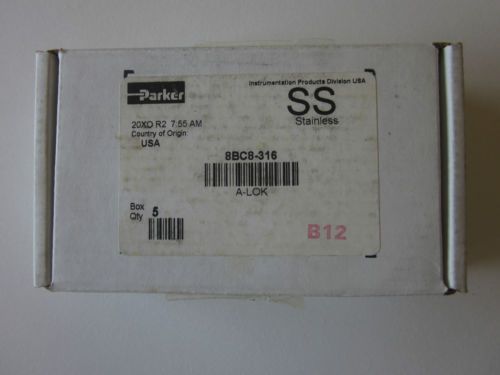 Parker
Instrumentation Products Division USA
SS
Stainless
20XO R2 7:55 AM
Country of Origin:
USA
8BC8-316
A-LOK
Box
Qty
5
B12